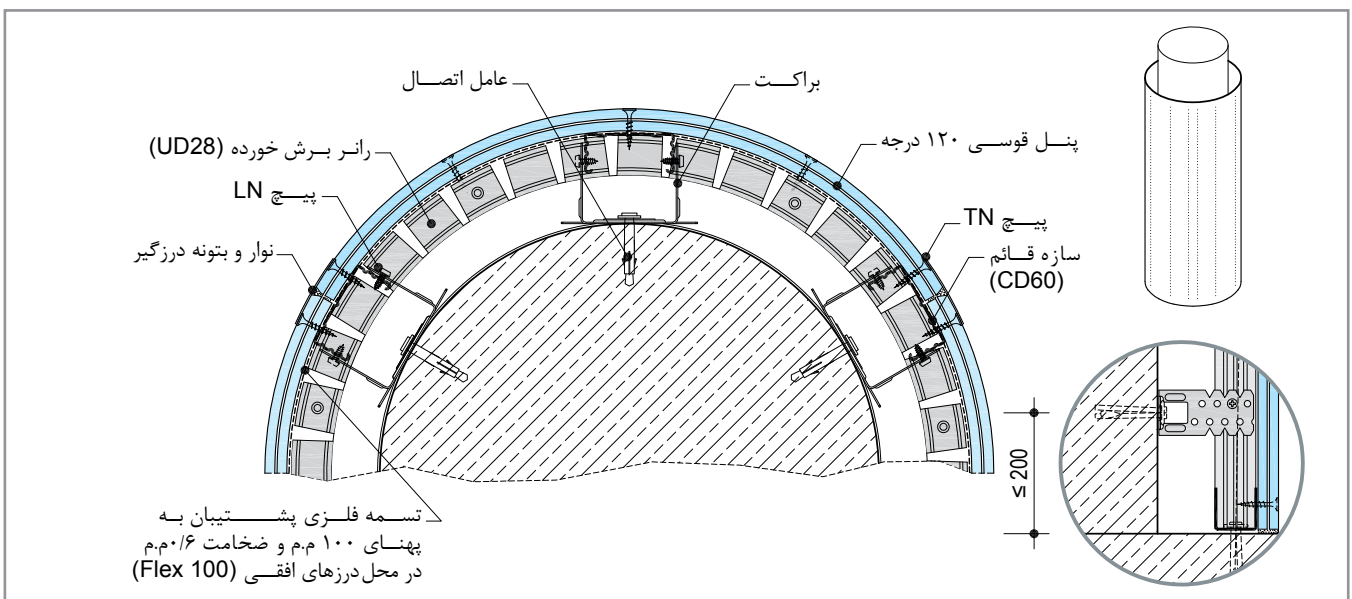 عامل اتصال
براکت
رانر برش خورده (UD28)
پنل قوسی ۱۲۰ درجه
پیچ LN
پیچ TN
نوار و بتونه درزگیر
سازه قائم
(CD60)
≤ 200
تسمه فلزی پشتیبان به
پهنای ۱۰۰ م.م و ضخامت ۰/۶م.م
در محل درزهای افقی (Flex 100)